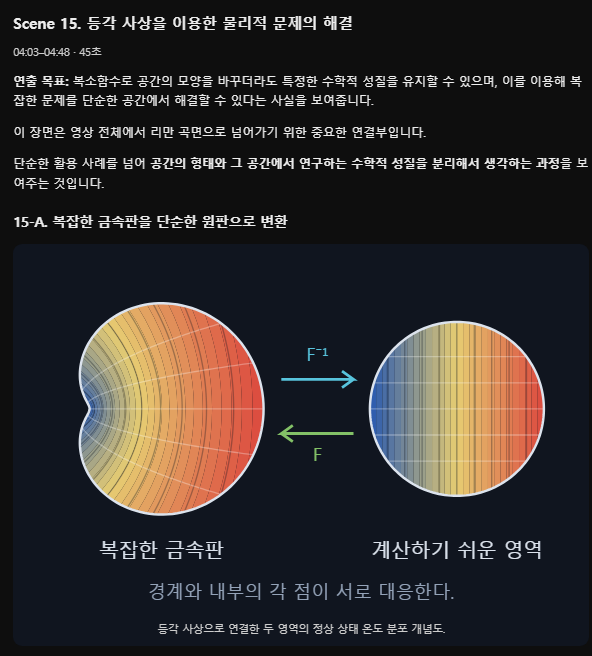 Scene 15. 등각 사상을 이용한 물리적 문제의 해결
04:03–04:48 · 45초
연출 목표: 복소함수로 공간의 모양을 바꾸더라도 특정한 수학적 성질을 유지할 수 있으며, 이를 이용해 복
잡한 문제를 단순한 공간에서 해결할 수 있다는 사실을 보여줍니다.
이 장면은 영상 전체에서 리만 곡면으로 넘어가기 위한 중요한 연결부입니다.
단순한 활용 사례를 넘어 공간의 형태와 그 공간에서 연구하는 수학적 성질을 분리해서 생각하는 과정을 보
여주는 것입니다.
15-A. 복잡한 금속판을 단순한 원판으로 변환
F⁻¹
F
복잡한 금속판
계산하기 쉬운 영역
경계와 내부의 각 점이 서로 대응한다.
등각 사상으로 연결한 두 영역의 정상 상태 온도 분포 개념도.